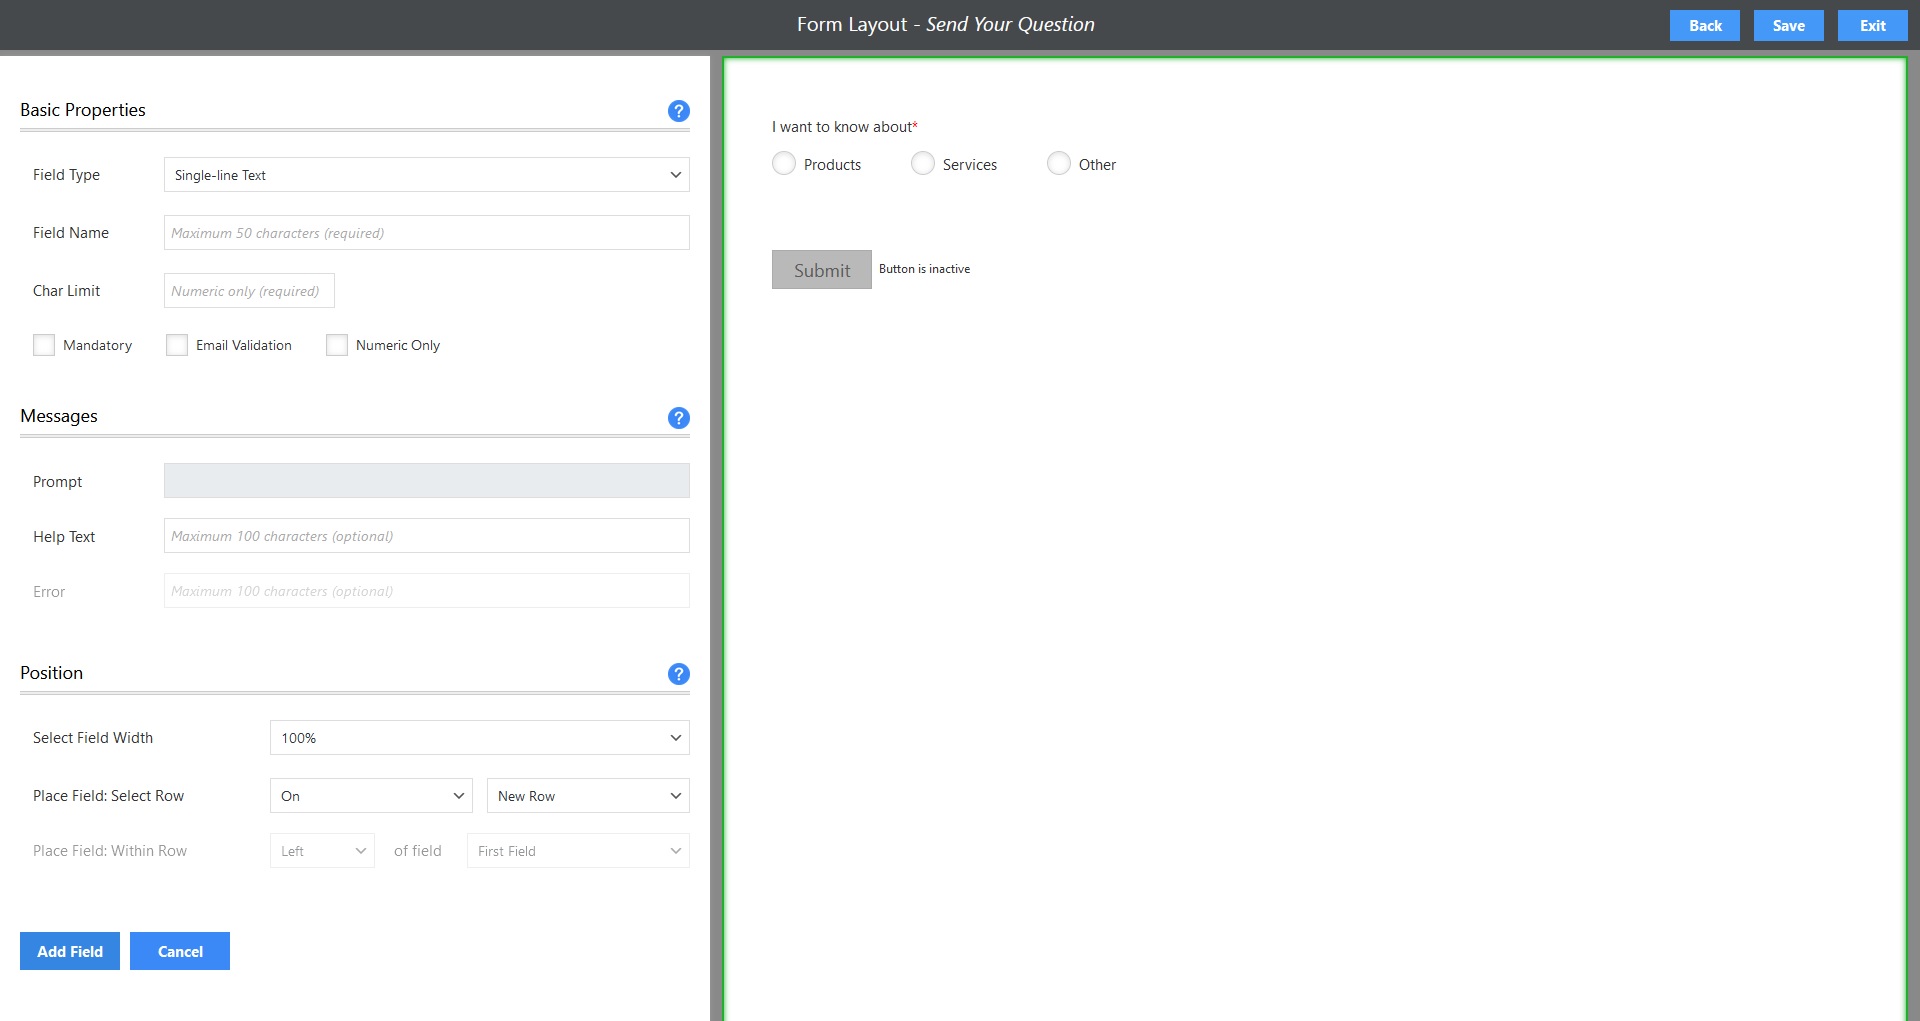 Form Layout - Send Your Question
Back
Save
Exit
Basic Properties
?
Field Type
Single-line Text
Field Name
Maximum 50 characters (required)
Char Limit
Numeric only (required)
Mandatory
Email Validation
Numeric Only
Messages
?
Prompt
Help Text
Maximum 100 characters (optional)
Error
Maximum 100 characters (optional)
Position
?
Select Field Width
100%
Place Field: Select Row
On
New Row
Place Field: Within Row
Left
of field
First Field
Add Field
Cancel
I want to know about*
Products
Services
Other
Submit
Button is inactive